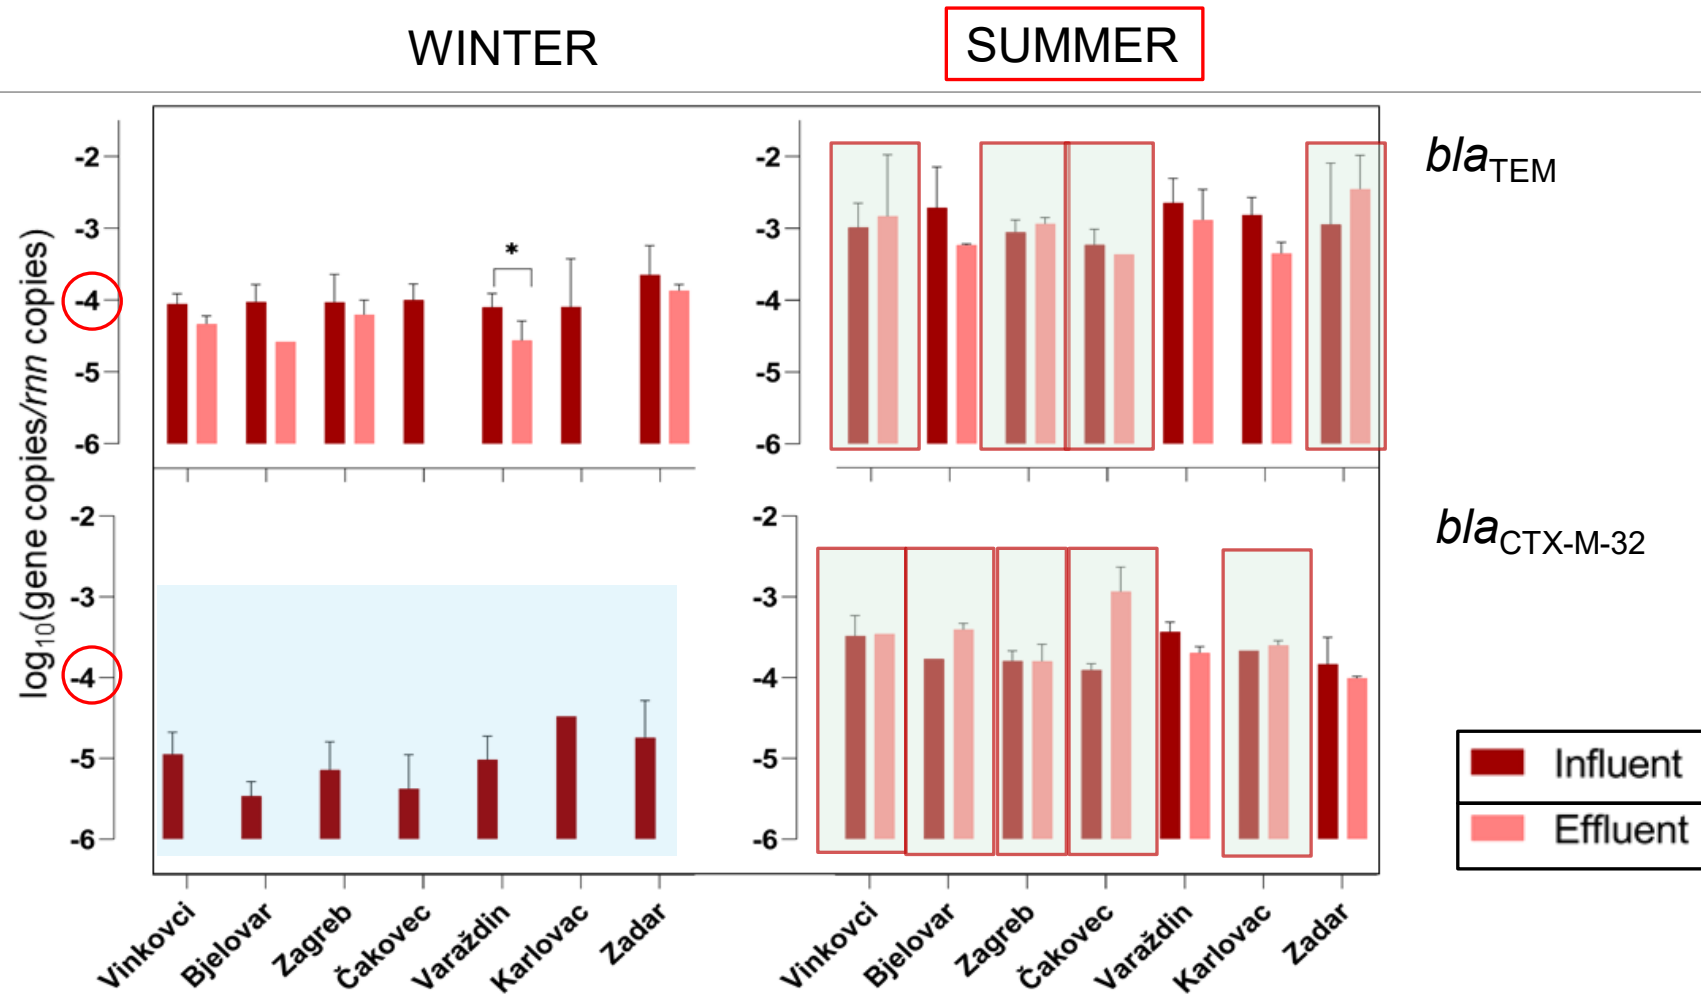 WINTER
SUMMER
log10(gene copies/rnn copies)
-2
-3
-4
-5
-6
*
-2
-3
-4
-5
-6
blaTEM
-2
-3
-4
-5
-6
-2
-3
-4
-5
-6
blaCTX-M-32
Influent
Effluent
Vinkovci
Bjelovar
Zagreb
Čakovec
Varaždin
Karlovac
Zadar
Vinkovci
Bjelovar
Zagreb
Čakovec
Varaždin
Karlovac
Zadar